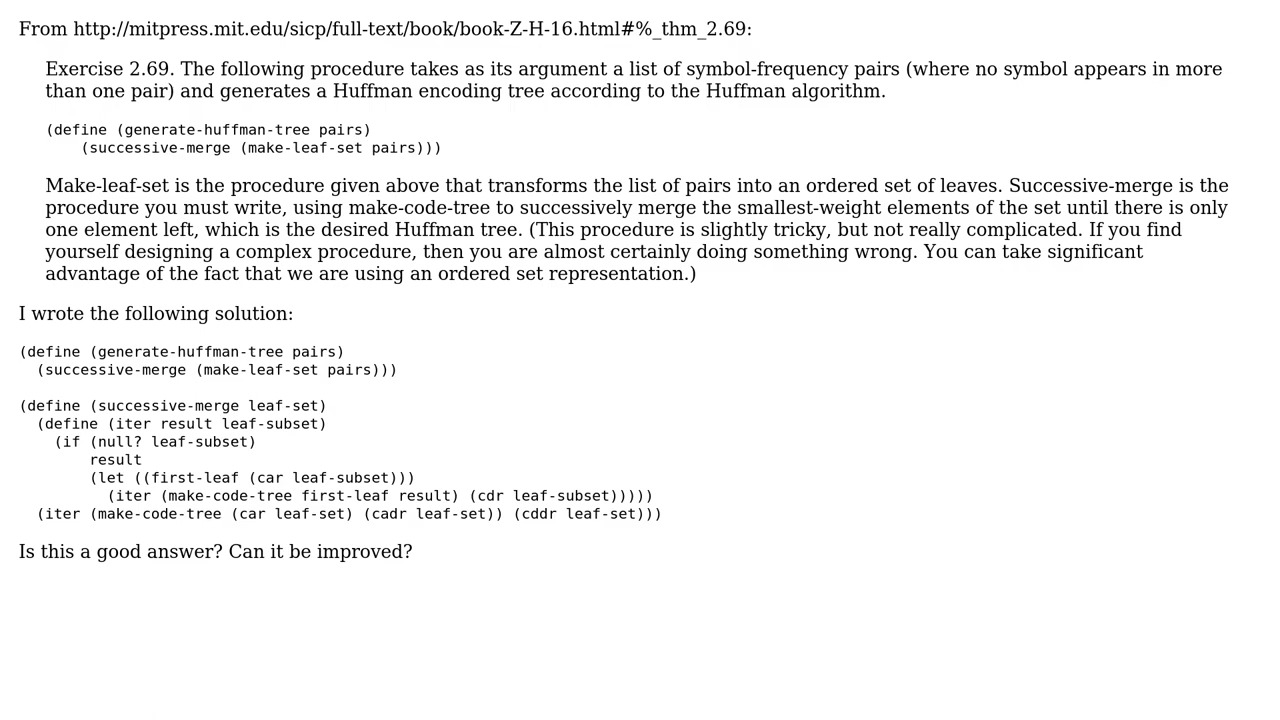 From http://mitpress.mit.edu/sicp/full-text/book/book-Z-H-16.html#%_thm_2.69:
Exercise 2.69. The following procedure takes as its argument a list of symbol-frequency pairs (where no symbol appears in more
than one pair) and generates a Huffman encoding tree according to the Huffman algorithm.
(define (generate-huffman-tree pairs)
    (successive-merge (make-leaf-set pairs)))
Make-leaf-set is the procedure given above that transforms the list of pairs into an ordered set of leaves. Successive-merge is the
procedure you must write, using make-code-tree to successively merge the smallest-weight elements of the set until there is only
one element left, which is the desired Huffman tree. (This procedure is slightly tricky, but not really complicated. If you find
yourself designing a complex procedure, then you are almost certainly doing something wrong. You can take significant
advantage of the fact that we are using an ordered set representation.)
I wrote the following solution:
(define (generate-huffman-tree pairs)
  (successive-merge (make-leaf-set pairs)))
(define (successive-merge leaf-set)
  (define (iter result leaf-subset)
    (if (null? leaf-subset)
        result
        (let ((first-leaf (car leaf-subset)))
          (iter (make-code-tree first-leaf result) (cdr leaf-subset)))))
  (iter (make-code-tree (car leaf-set) (cadr leaf-set)) (cddr leaf-set)))
Is this a good answer? Can it be improved?